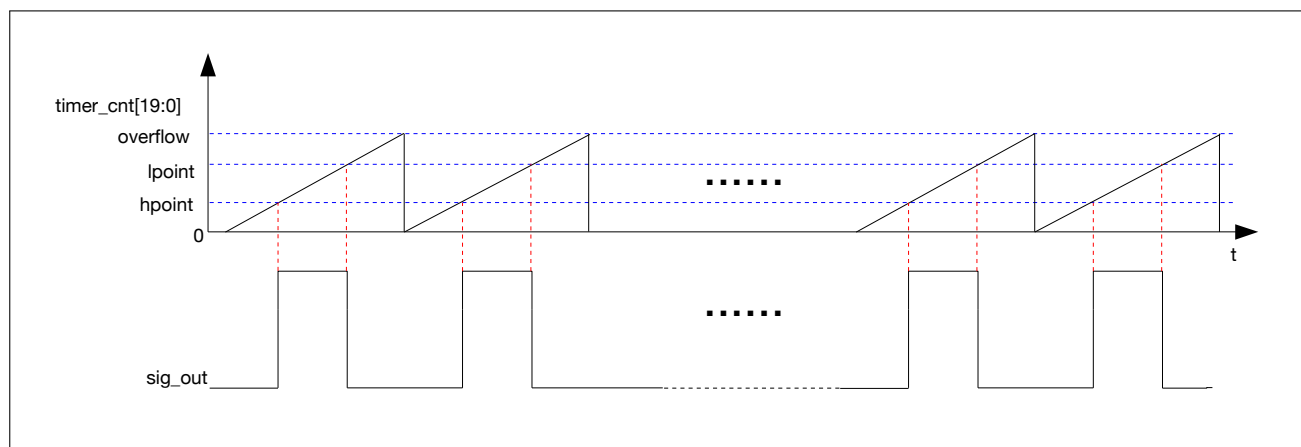 timer_cnt[19:0]
overflow
lpoint
hpoint
0
t
......
......
sig_out